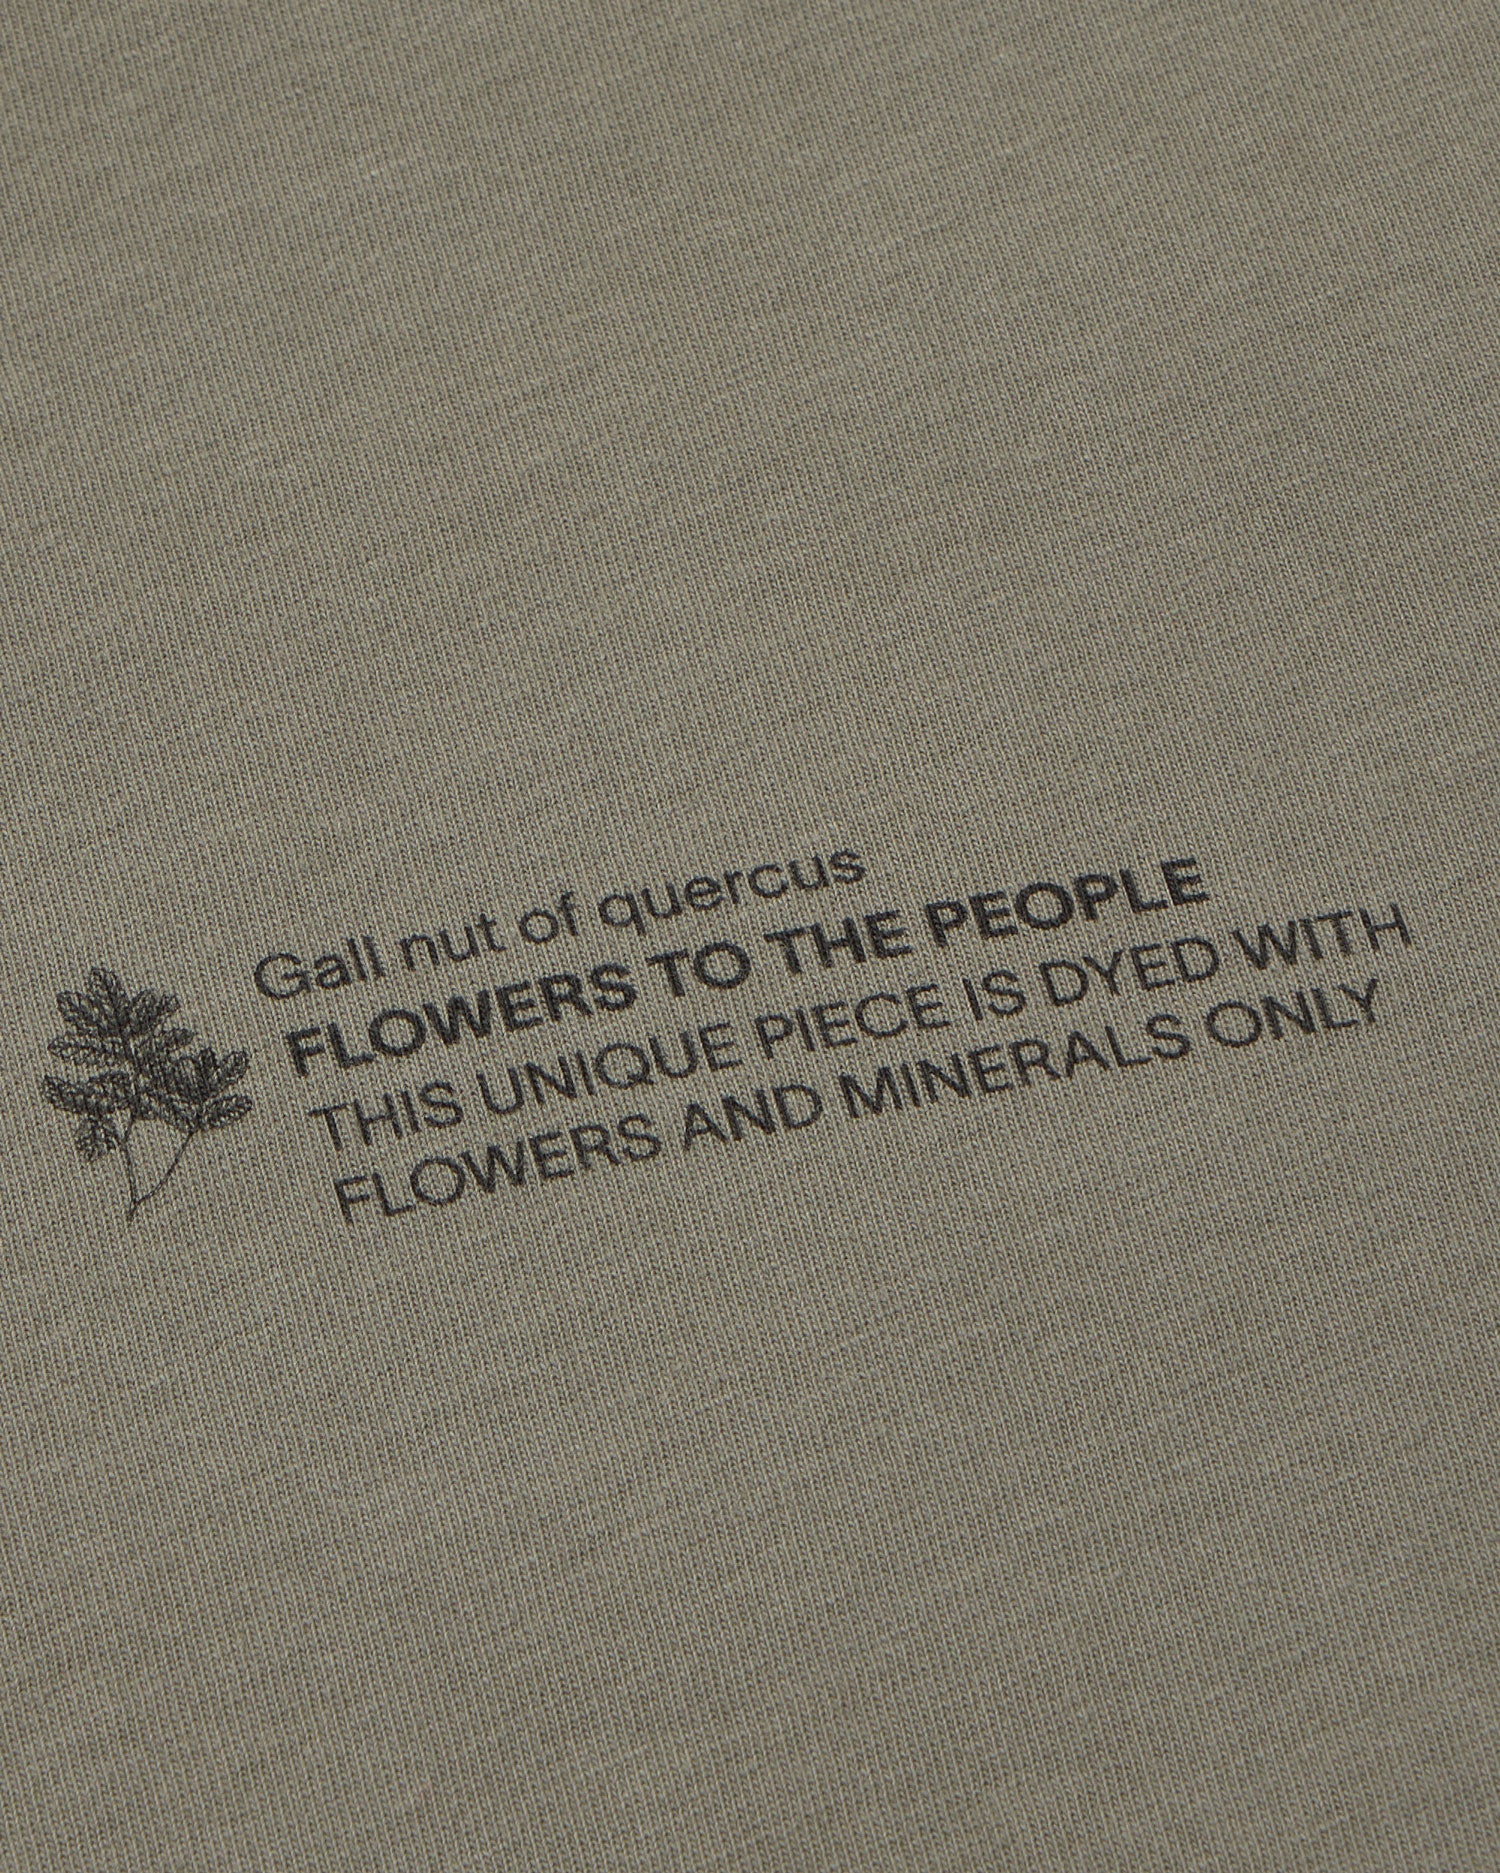 Gall nut of quercus
FLOWERS TO THE PEOPLE
THIS UNIQUE PIECE IS DYED WITH
FLOWERS AND MINERALS ONLY